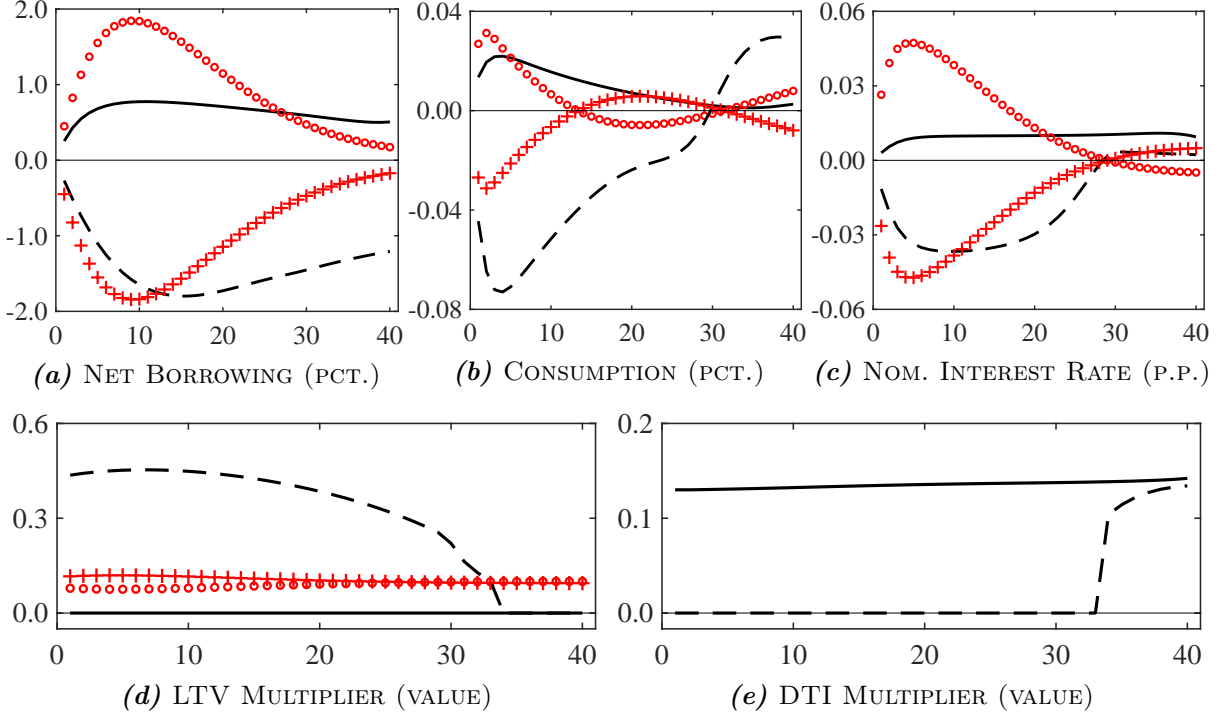 2.0
1.0
0.0
-1.0
-2.0
0 10 20 30 40
(a) NET BORROWING (PCT.)
0.04
0.00
-0.04
-0.08
0 10 20 30 40
(b) CONSUMPTION (PCT.)
0.06
0.03
0.00
-0.03
-0.06
0 10 20 30 40
(c) NOM. INTEREST RATE (P.P.)
0.6
0.3
0.0
0 10 20 30 40
(d) LTV MULTIPLIER (VALUE)
0.2
0.1
0.0
0 10 20 30 40
(e) DTI MULTIPLIER (VALUE)